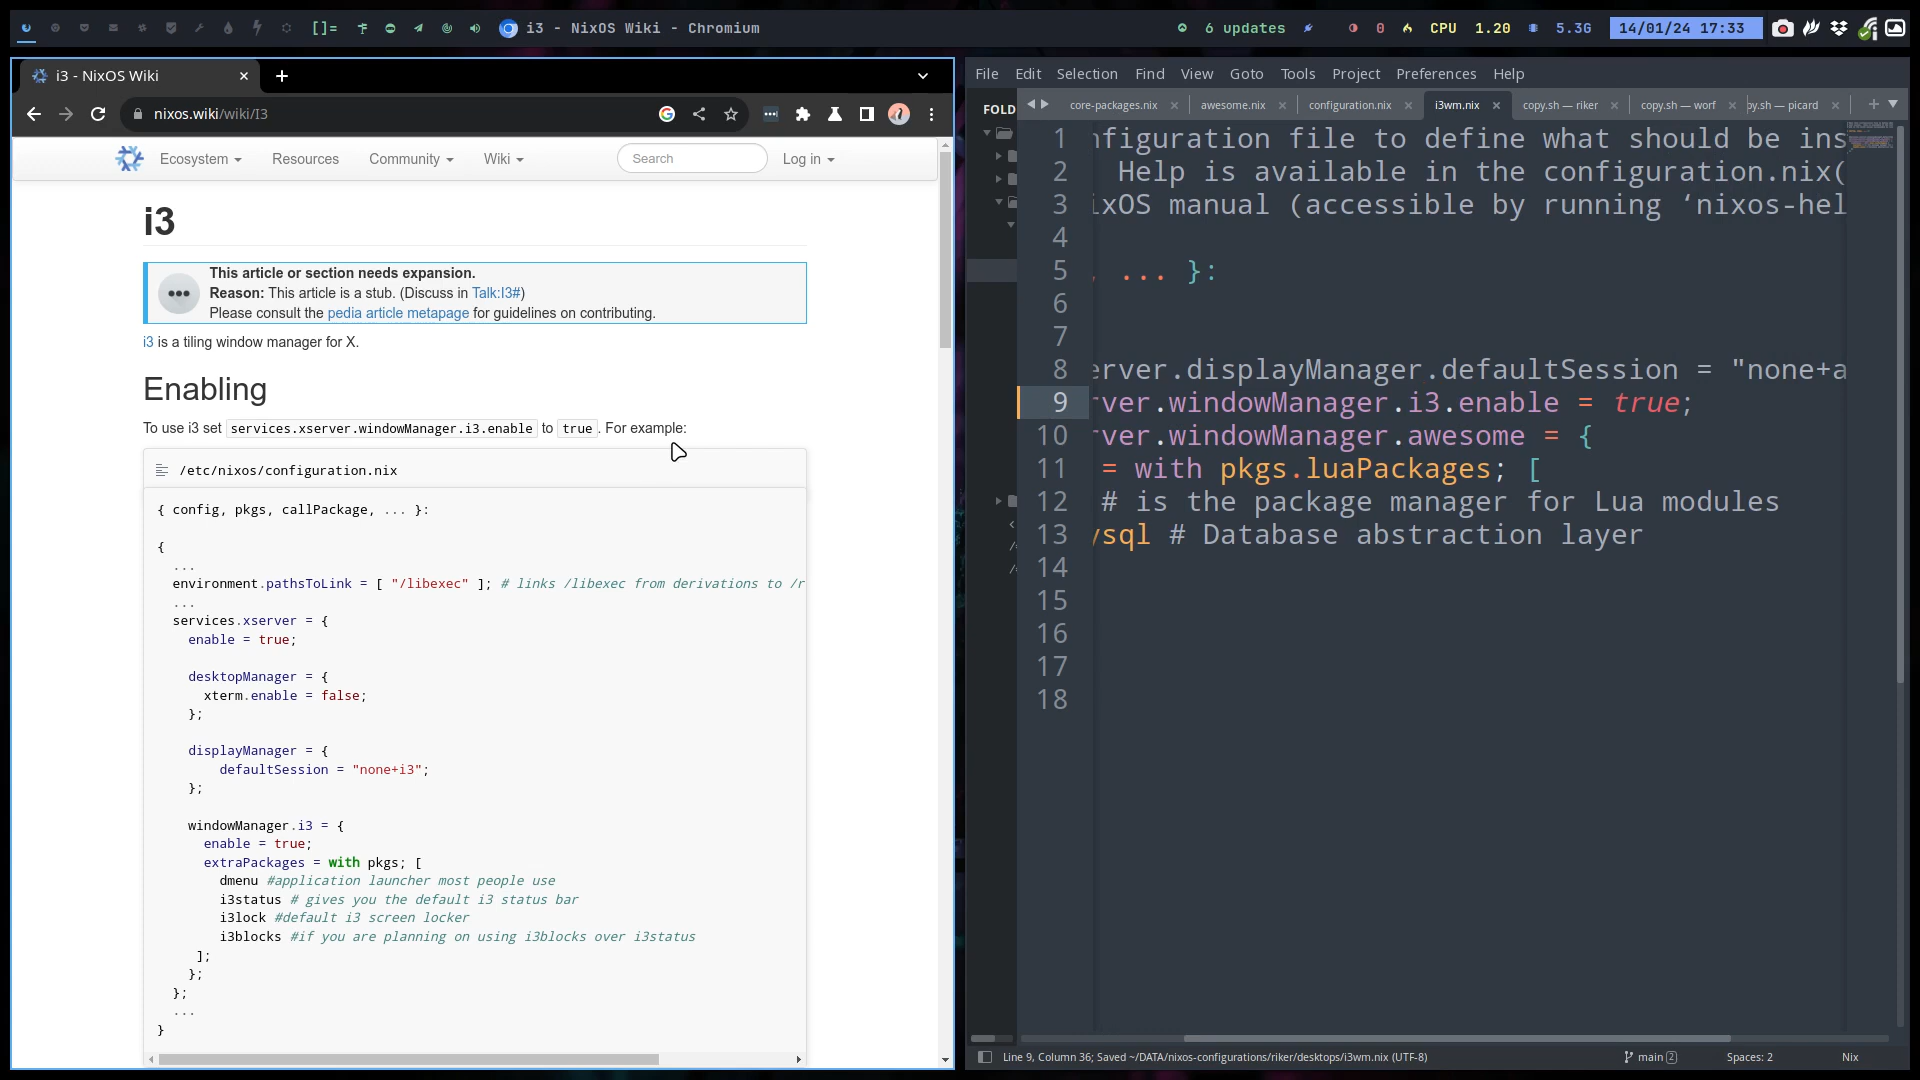 []=
i3 - NixOS Wiki - Chromium
6 updates
0
CPU 1.20
5.3G
14/01/24 17:33
i3 - NixOS Wiki
nixos.wiki/wiki/I3
Ecosystem
Resources
Community
Wiki
Search
Log in
i3
This article or section needs expansion.
Reason: This article is a stub. (Discuss in Talk:I3#)
Please consult the pedia article metapage for guidelines on contributing.
i3 is a tiling window manager for X.
Enabling
To use i3 set services.xserver.windowManager.i3.enable to true . For example:
/etc/nixos/configuration.nix
{ config, pkgs, callPackage, ... }:
{
...
environment.pathsToLink = [ "/libexec" ]; # links /libexec from derivations to /r
...
services.xserver = {
enable = true;
desktopManager = {
xterm.enable = false;
};
displayManager = {
defaultSession = "none+i3";
};
windowManager.i3 = {
enable = true;
extraPackages = with pkgs; [
dmenu #application launcher most people use
i3status # gives you the default i3 status bar
i3lock #default i3 screen locker
i3blocks #if you are planning on using i3blocks over i3status
];
};
};
...
}
File Edit Selection Find View Goto Tools Project Preferences Help
FOLD
core-packages.nix
awesome.nix
configuration.nix
i3wm.nix
copy.sh — riker
copy.sh — worf
py.sh — picard
1 nfiguration file to define what should be ins
2 Help is available in the configuration.nix(
3 ixOS manual (accessible by running ‘nixos-hel
4
5 , ... }:
6
7
8 erver.displayManager.defaultSession = "none+a
9 rver.windowManager.i3.enable = true;
10 rver.windowManager.awesome = {
11 = with pkgs.luaPackages; [
12 # is the package manager for Lua modules
13 ysql # Database abstraction layer
14
15
16
17
18
Line 9, Column 36; Saved ~/DATA/nixos-configurations/riker/desktops/i3wm.nix (UTF-8)
main 2
Spaces: 2
Nix